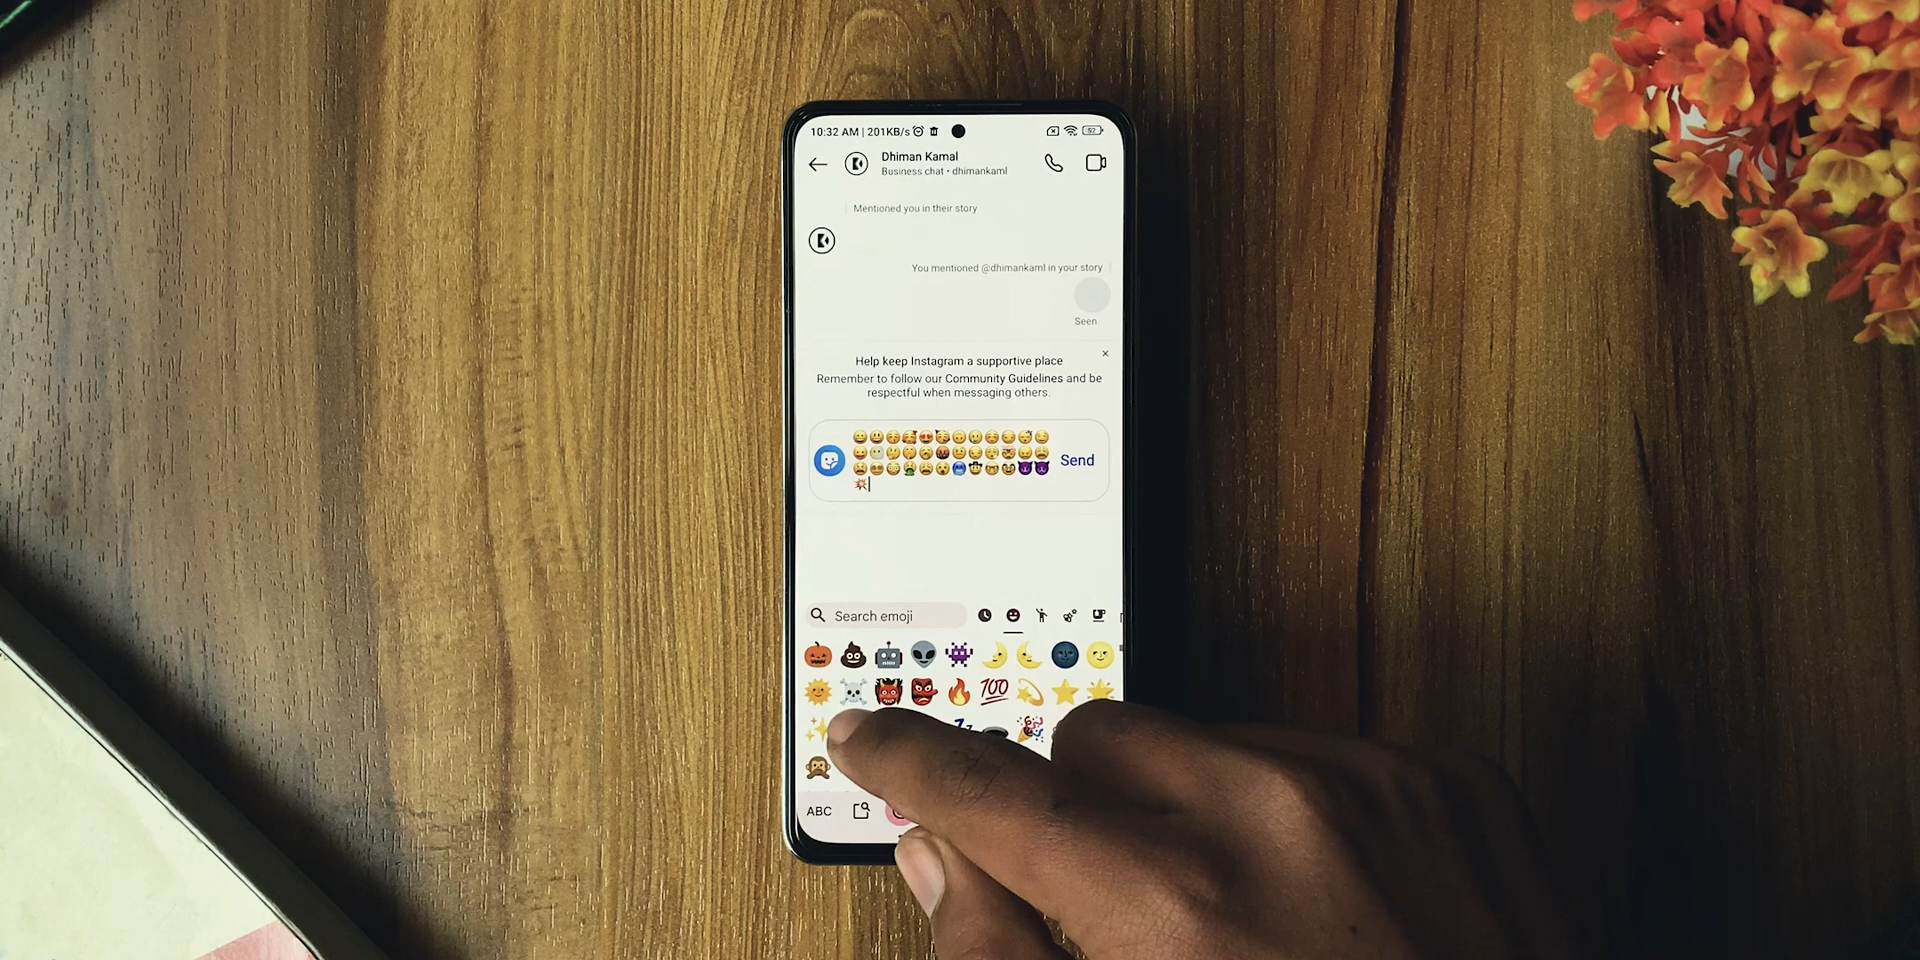 10:32 AM | 201KB/s
52
Dhiman Kamal
Business chat • dhimankaml
Mentioned you in their story
You mentioned @dhimankaml in your story
Seen
Help keep Instagram a supportive place
Remember to follow our Community Guidelines and be
respectful when messaging others.
Send
Search emoji
ABC